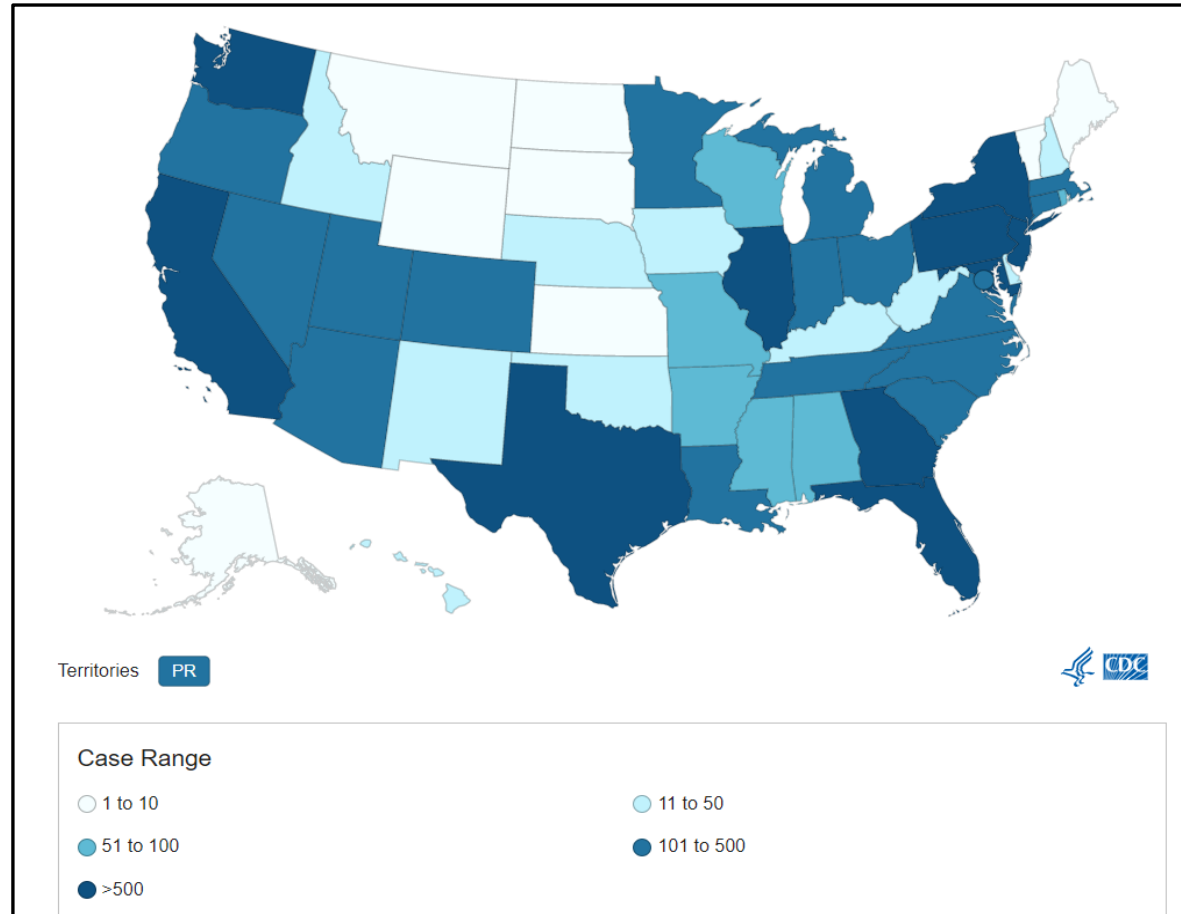 Territories PR
CDC
Case Range
1 to 10
11 to 50
51 to 100
101 to 500
>500